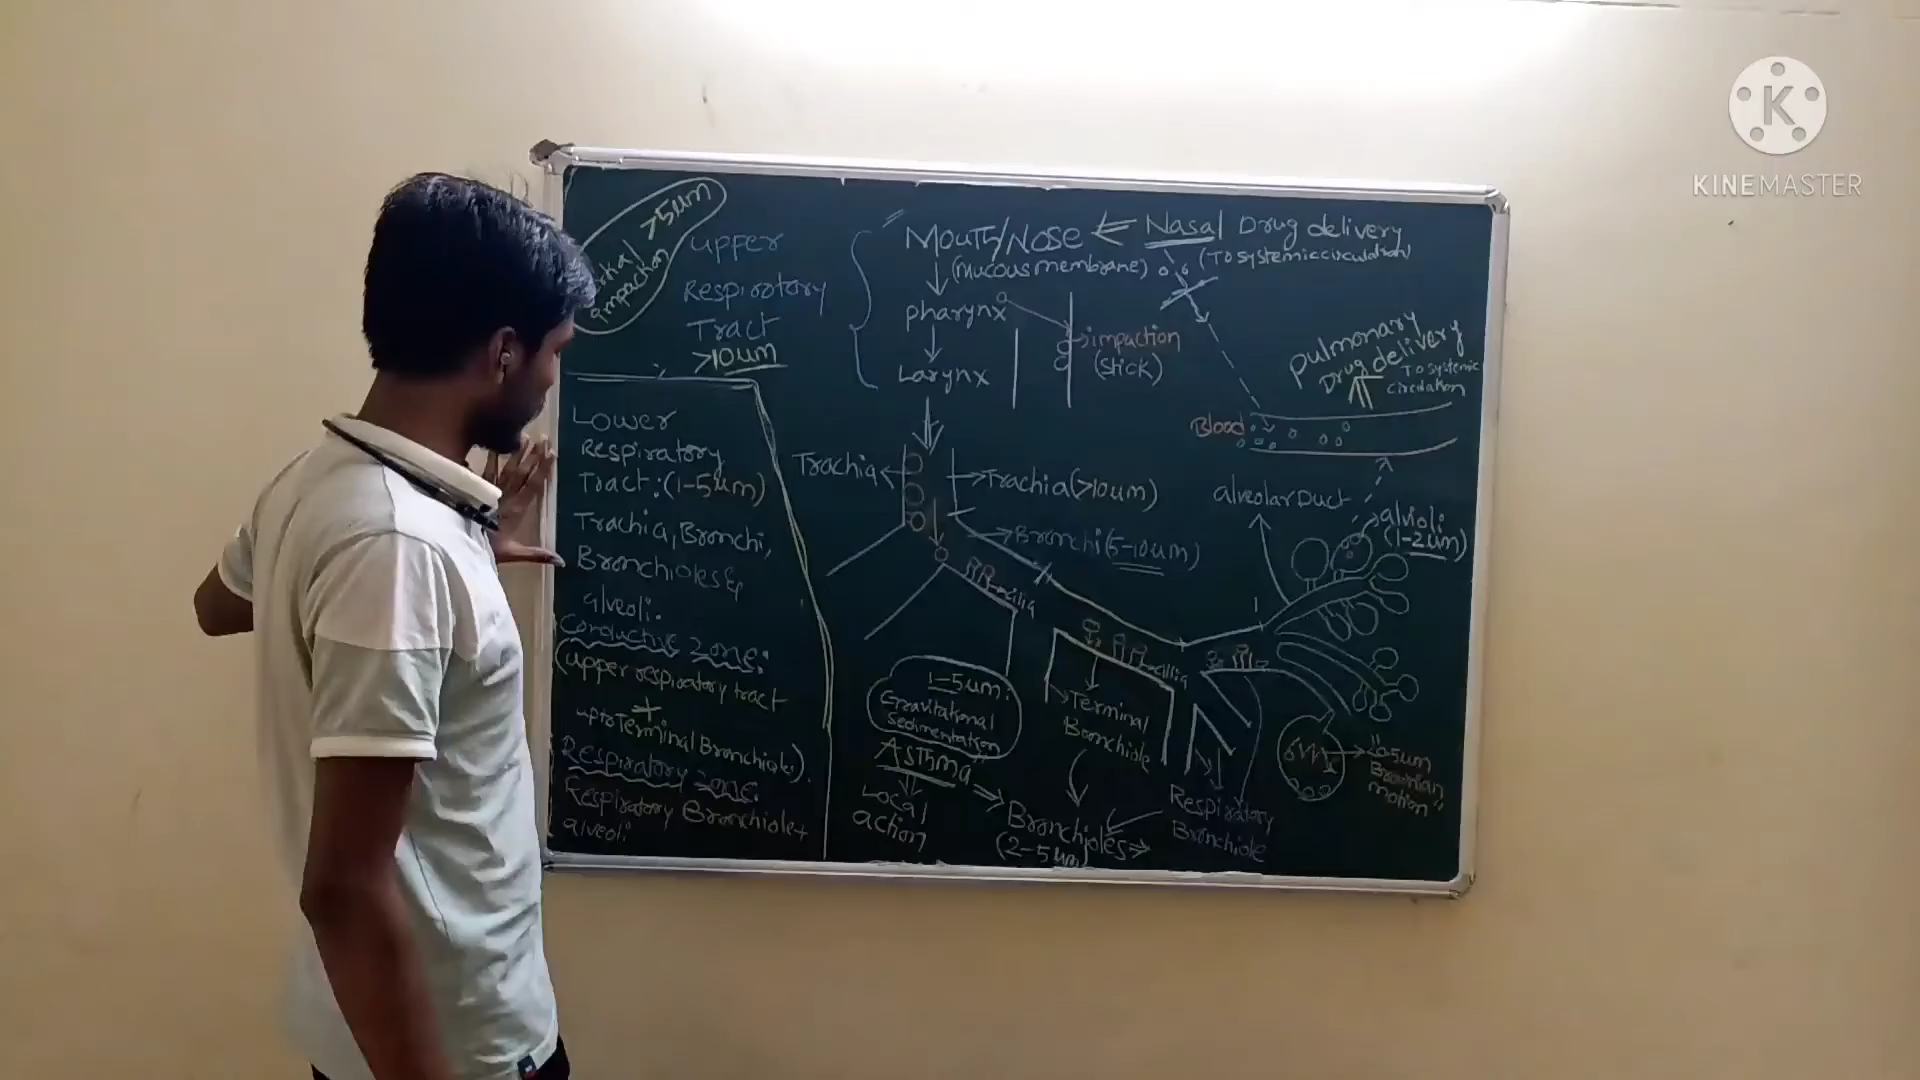 KINEMASTER
>5um
impaction
upper
Respiratory
Tract
>10um
Mouth/Nose
Nasal Drug delivery
(Mucous membrane)
(To systemic circulation)
pharynx
impaction
(stick)
Larynx
pulmonary
Drug delivery
To systemic
circulation
Blood
Lower
Respiratory
Tract: (1-5um)
Trachia, Bronchi,
Bronchioles &
alveoli.
Conductive zone:
(upper respiratory tract
upto Terminal Bronchiole).
Respiratory zone:
Respiratory Bronchiole+
alveoli
Trachia
Trachia (>10um)
Bronchi (5-10um)
cilia
alveolar Duct
alvioli
(1-2um)
1-5um:
Gravitational
Sedimentation
ASTHMA
Local
action
Terminal
Bronchiole
Bronchioles
(2-5um)
Respiratory
Bronchiole
Brownian
motion"